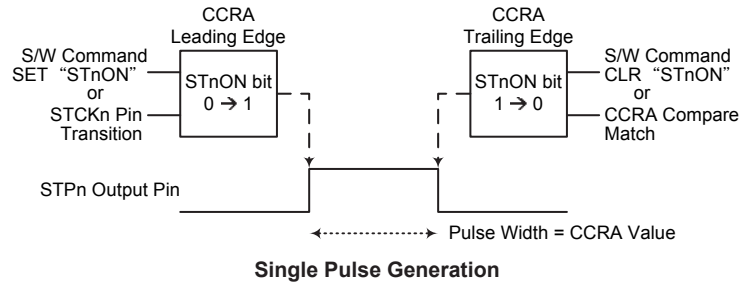 CCRA
Leading Edge
CCRA
Trailing Edge
S/W Command
SET “STnON”
or
STCKn Pin
Transition
STnON bit
0 → 1
STnON bit
1 → 0
S/W Command
CLR “STnON”
or
CCRA Compare
Match
STPn Output Pin
Pulse Width = CCRA Value
Single Pulse Generation